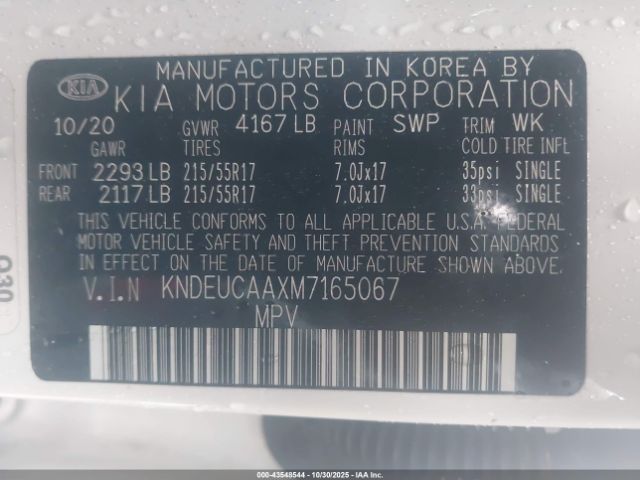 MANUFACTURED IN KOREA BY
KIA KIA MOTORS CORPORATION
10/20 GVWR 4167 LB PAINT SWP TRIM WK
GAWR TIRES RIMS COLD TIRE INFL
FRONT 2293 LB 215/55R17 7.0Jx17 35psi SINGLE
REAR 2117 LB 215/55R17 7.0Jx17 33psi SINGLE
THIS VEHICLE CONFORMS TO ALL APPLICABLE U.S.A. FEDERAL
MOTOR VEHICLE SAFETY AND THEFT PREVENTION STANDARDS
IN EFFECT ON THE DATE OF MANUFACTURE SHOWN ABOVE.
V.I.N KNDEUCAAXM7165067
MPV
Q30
000-43548544 | 10/30/2025 | IAAI.COM